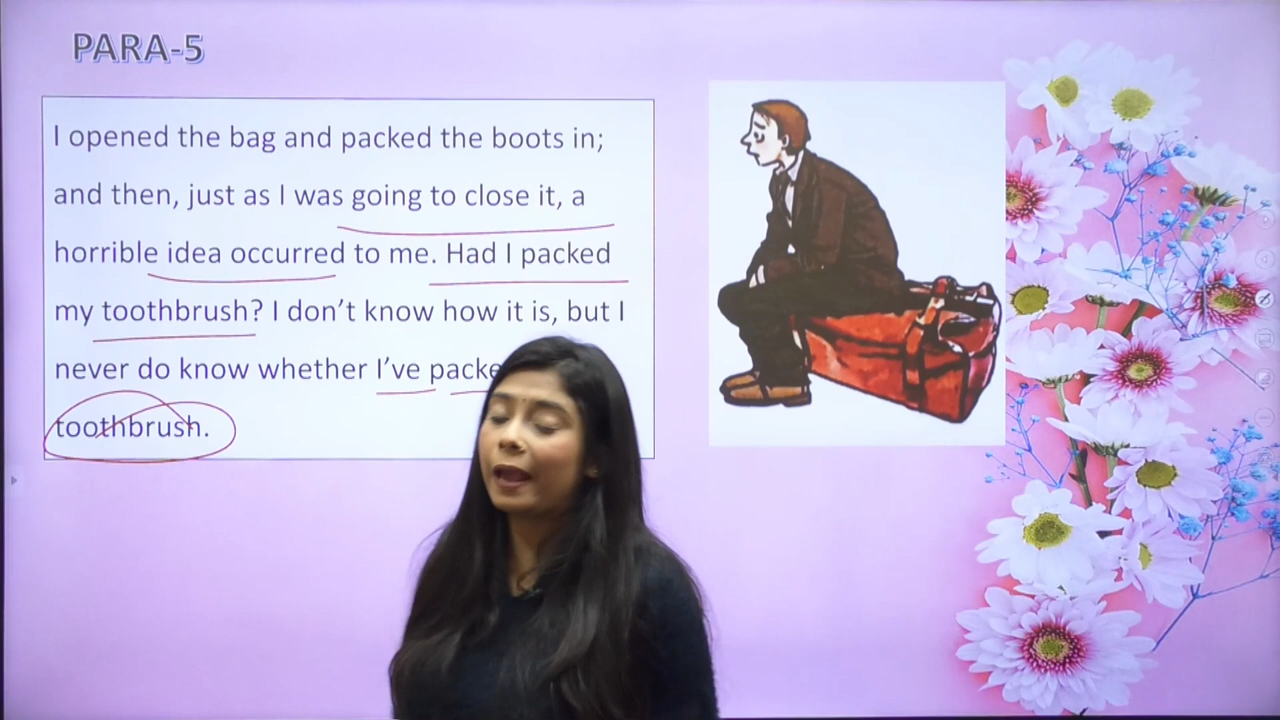 PARA-5
I opened the bag and packed the boots in;
and then, just as I was going to close it, a
horrible idea occurred to me. Had I packed
my toothbrush? I don’t know how it is, but I
never do know whether I’ve
toothbrush.